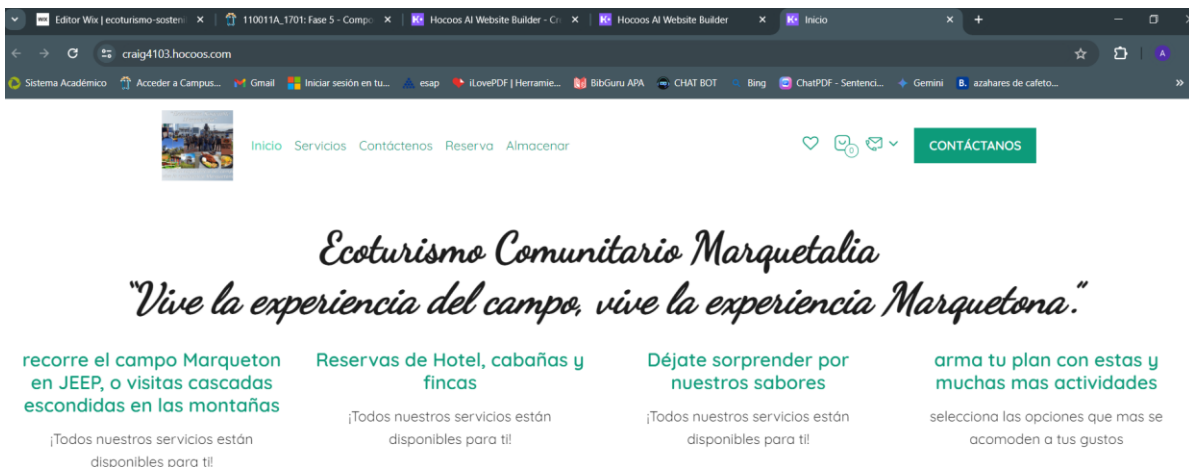 Editor Wix | ecoturismo-sosteni
110011A_1701: Fase 5 - Compo
Hocoos AI Website Builder - Cr
Hocoos AI Website Builder
Inicio
craig4103.hocoos.com
Sistema Académico Acceder a Campus... Gmail Iniciar sesión en tu... esap iLovePDF | Herramie... BibGuru APA CHAT BOT Bing ChatPDF - Sentenci... Gemini azahares de cafeto...
Inicio Servicios Contáctenos Reserva Almacenar
0
CONTÁCTANOS
Ecoturismo Comunitario Marquetalia
"Vive la experiencia del campo, vive la experiencia Marquetona."
recorre el campo Marqueton
en JEEP, o visitas cascadas
escondidas en las montañas
¡Todos nuestros servicios están
disponibles para ti!
Reservas de Hotel, cabañas y
fincas
¡Todos nuestros servicios están
disponibles para ti!
Déjate sorprender por
nuestros sabores
¡Todos nuestros servicios están
disponibles para ti!
arma tu plan con estas y
muchas mas actividades
selecciona las opciones que mas se
acomoden a tus gustos